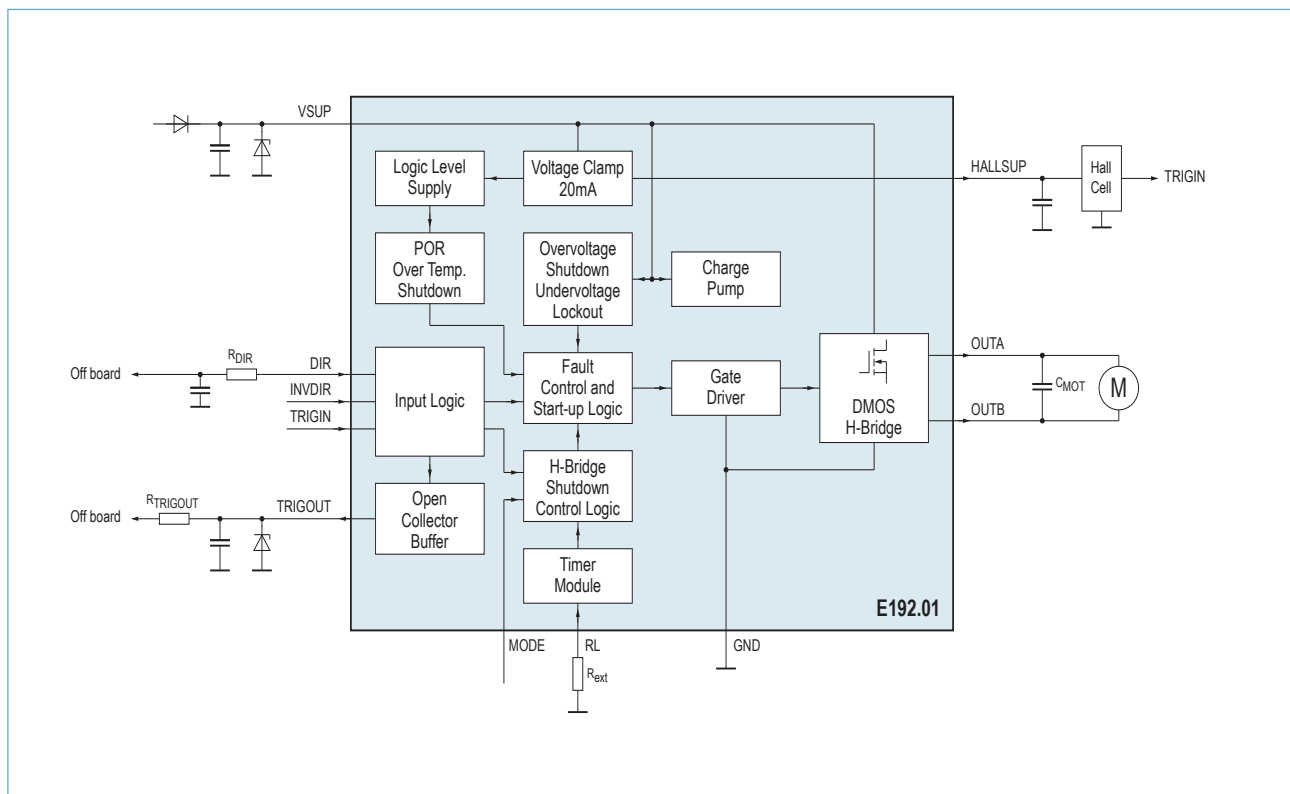 VSUP
Logic Level
Supply
Voltage Clamp
20mA
HALLSUP
Hall
Cell
TRIGIN
POR
Over Temp.
Shutdown
Overvoltage
Shutdown
Undervoltage
Lockout
Charge
Pump
Off board
RDIR
DIR
INVDIR
TRIGIN
Input Logic
Fault
Control and
Start-up Logic
Gate
Driver
DMOS
H-Bridge
OUTA
OUTB
CMOT
M
Off board
RTRIGOUT
TRIGOUT
Open
Collector
Buffer
H-Bridge
Shutdown
Control Logic
Timer
Module
E192.01
MODE
RL
GND
Rext